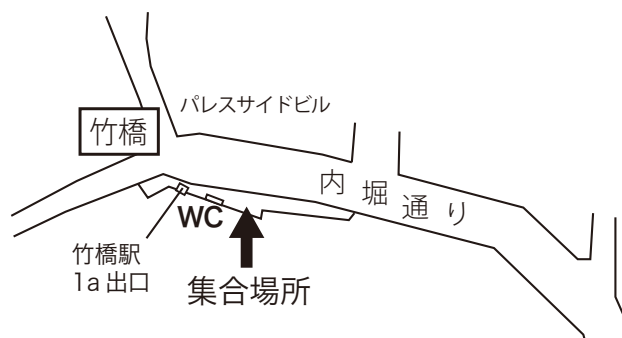 パレスサイドビル
竹橋
内堀通り
WC
竹橋駅
1a 出口
集合場所